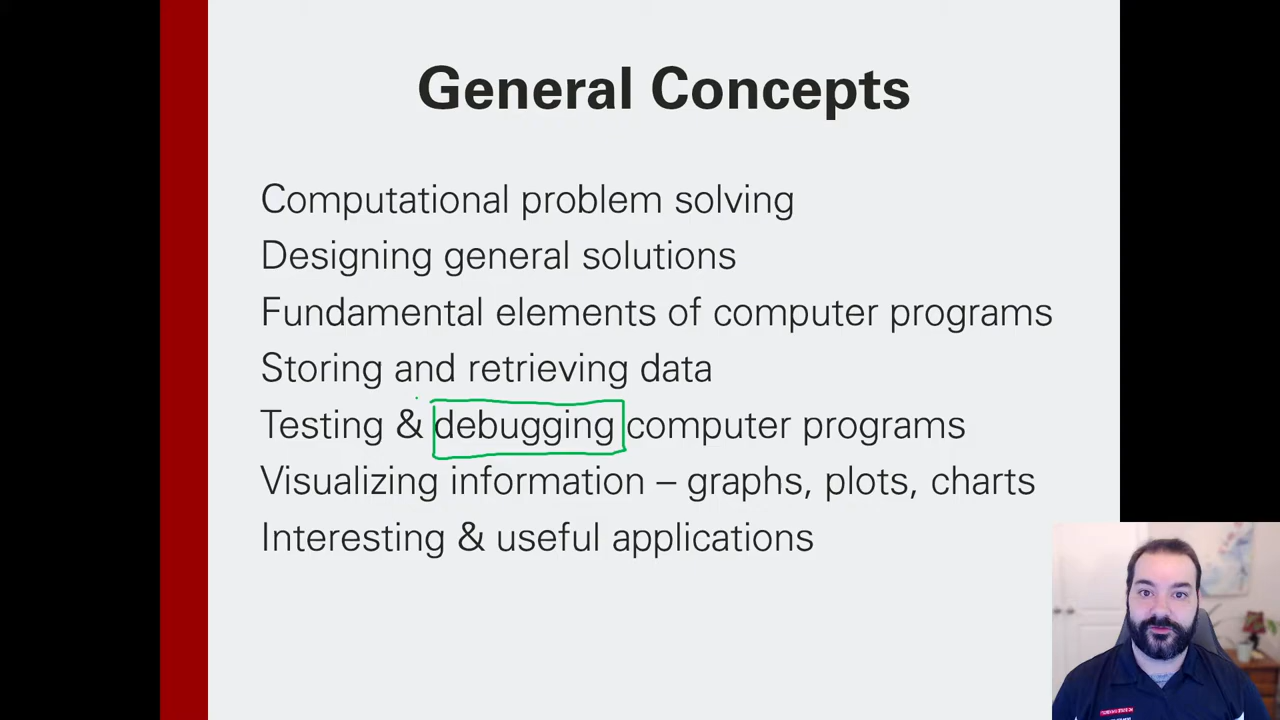 General Concepts
Computational problem solving
Designing general solutions
Fundamental elements of computer programs
Storing and retrieving data
Testing & debugging computer programs
Visualizing information – graphs, plots, charts
Interesting & useful applications